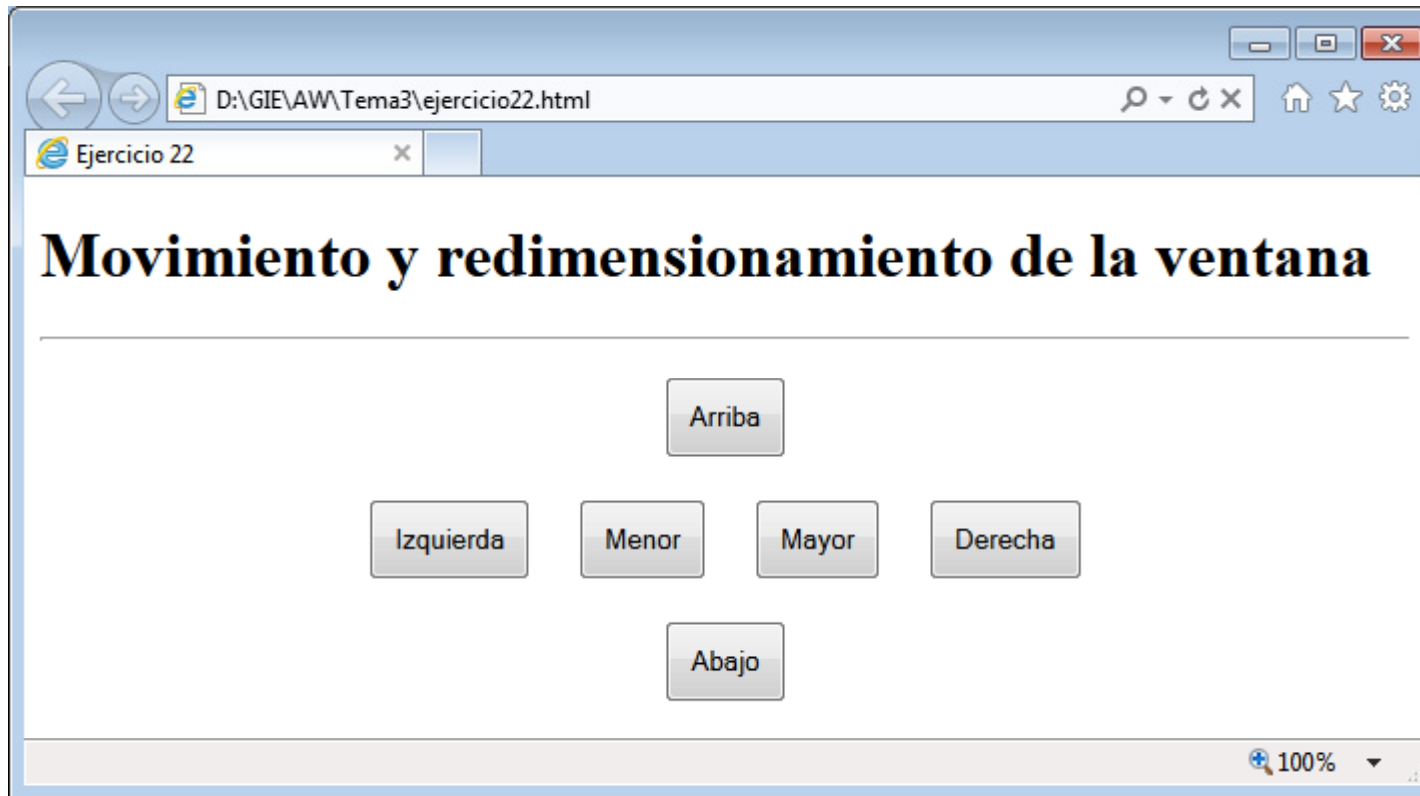 D:\GIE\AW\Tema3\ejercicio22.html
Ejercicio 22
Movimiento y redimensionamiento de la ventana
Arriba
Izquierda Menor Mayor Derecha
Abajo
100%